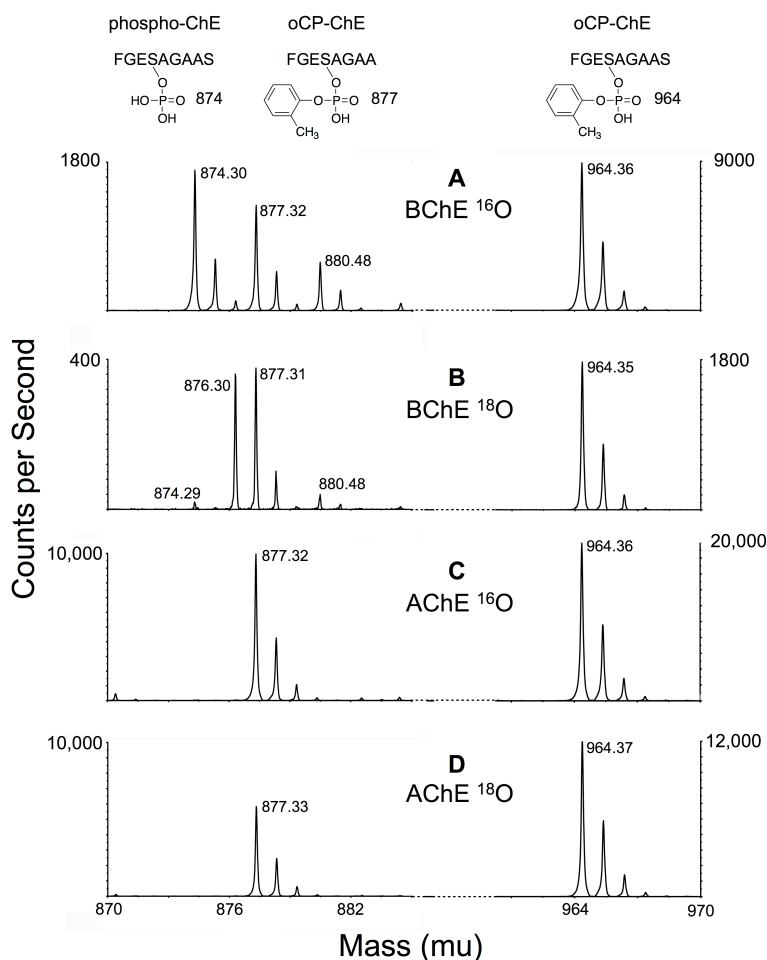 phospho-ChE oCP-ChE oCP-ChE
FGESAGAAS FGESAGAA FGESAGAAS
O O O
HO P O 874 O P O 877 O P O 964
OH OH OH
CH3 CH3
1800 874.30 A 964.36 9000
877.32 BChE 16O
880.48
400 877.31 B 964.35 1800
876.30 BChE 18O
874.29 880.48
Counts per Second
10,000 877.32 C 964.36 20,000
AChE 16O
10,000 D 964.37 12,000
877.33 AChE 18O
870 876 882 964 970
Mass (mu)